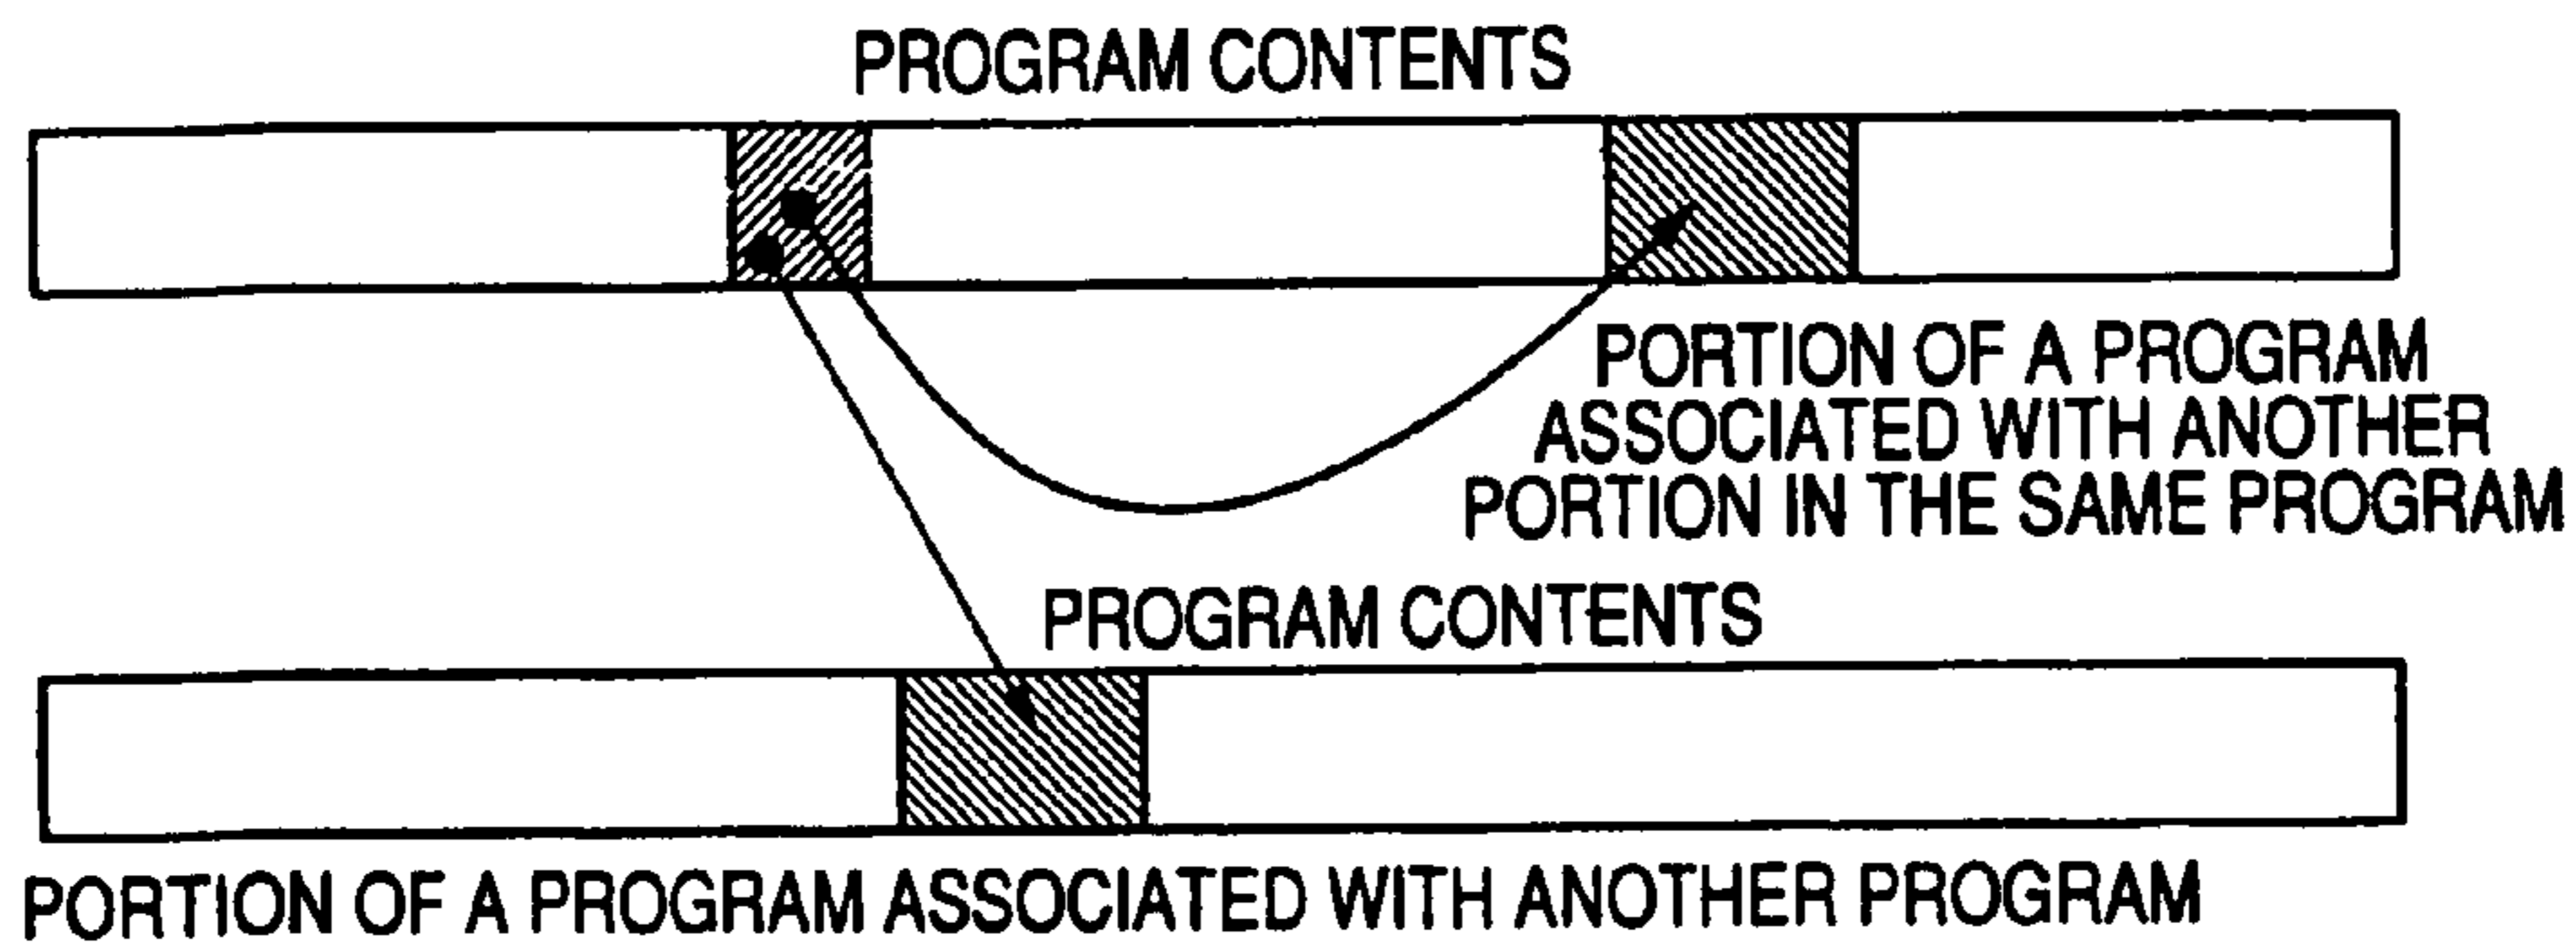 PROGRAM CONTENTS
PORTION OF A PROGRAM
ASSOCIATED WITH ANOTHER
PORTION IN THE SAME PROGRAM
PROGRAM CONTENTS
PORTION OF A PROGRAM ASSOCIATED WITH ANOTHER PROGRAM